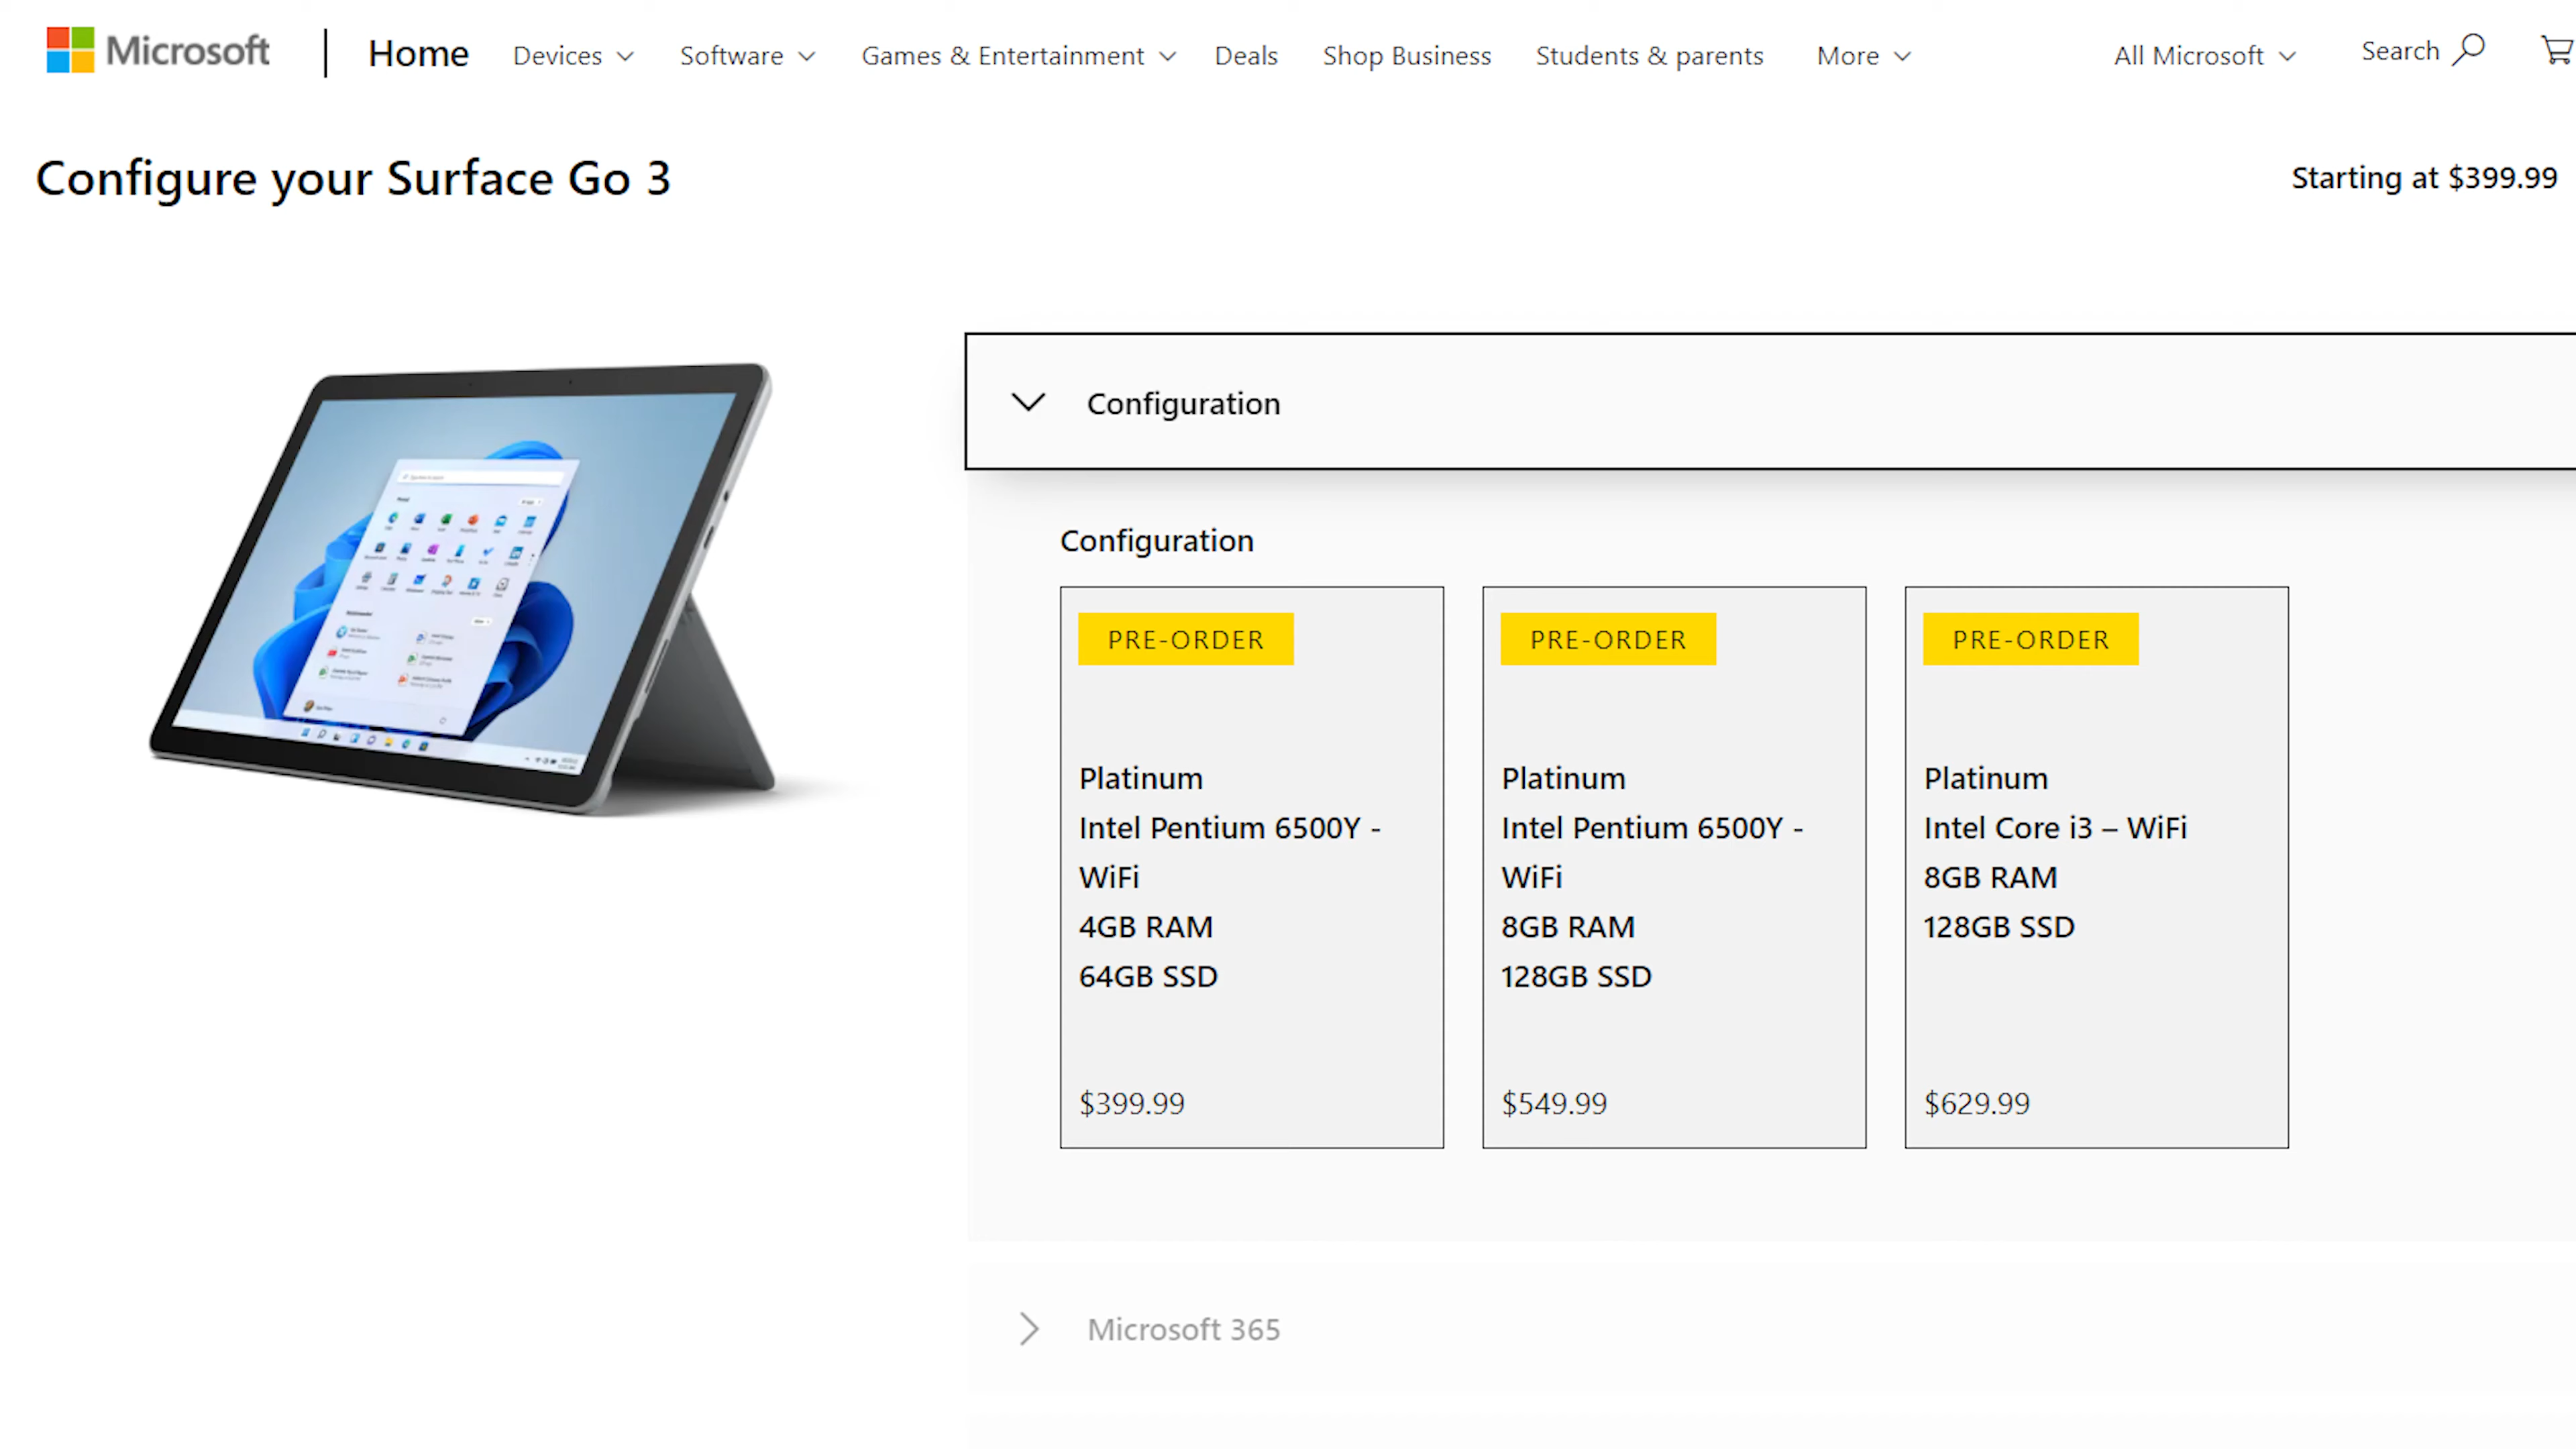 Microsoft
Home
Devices
Software
Games & Entertainment
Deals
Shop Business
Students & parents
More
All Microsoft
Search
Configure your Surface Go 3
Starting at $399.99
Configuration
Configuration
PRE-ORDER
Platinum
Intel Pentium 6500Y -
WiFi
4GB RAM
64GB SSD
$399.99
PRE-ORDER
Platinum
Intel Pentium 6500Y -
WiFi
8GB RAM
128GB SSD
$549.99
PRE-ORDER
Platinum
Intel Core i3 – WiFi
8GB RAM
128GB SSD
$629.99
Microsoft 365